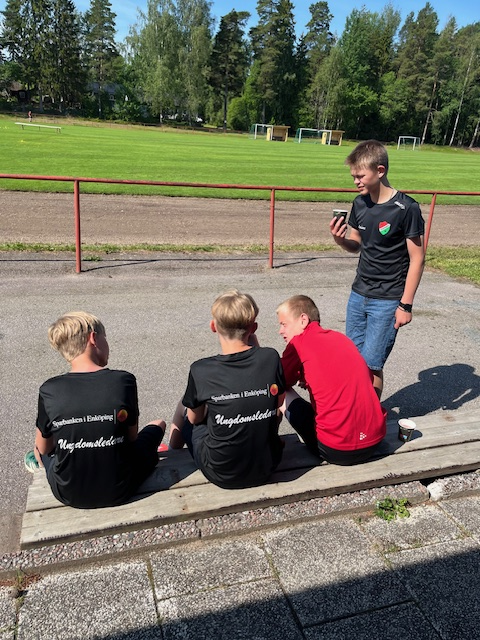 Sparbanken i Enköping
Ungdomsledare
Sparbanken i Enköping
Ungdomsledare